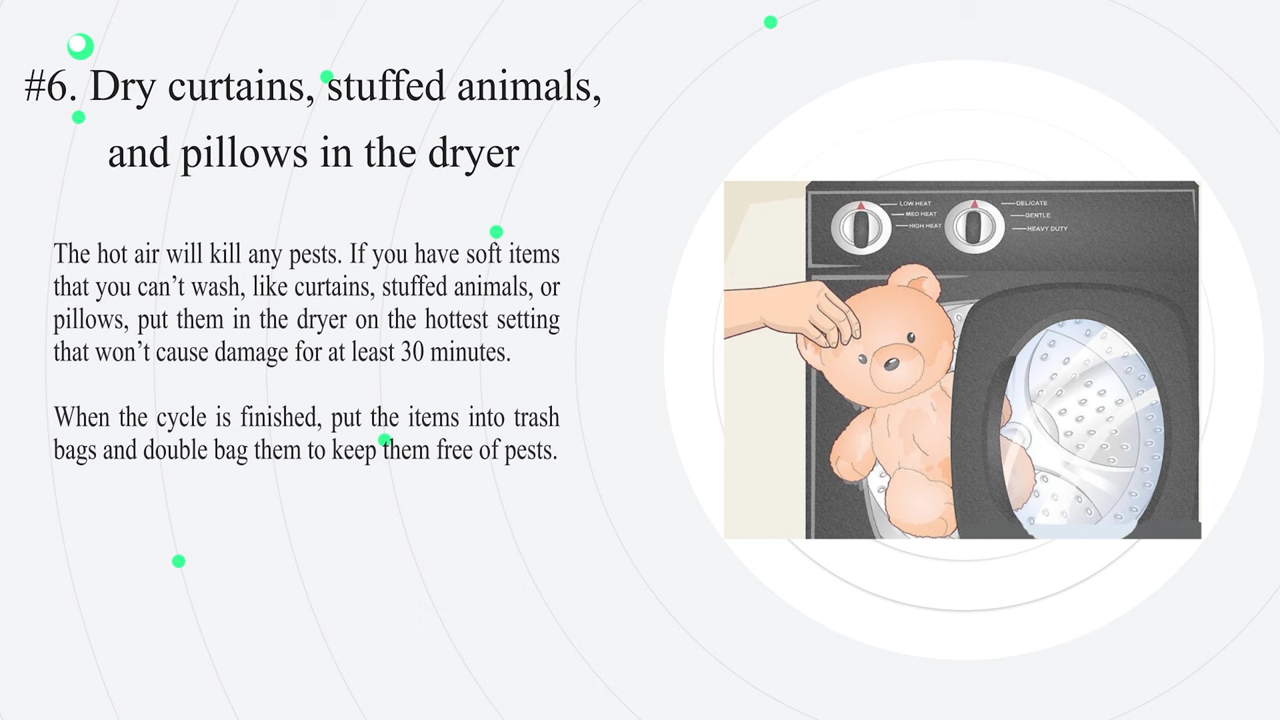 #6. Dry curtains, stuffed animals,
and pillows in the dryer
The hot air will kill any pests. If you have soft items
that you can’t wash, like curtains, stuffed animals, or
pillows, put them in the dryer on the hottest setting
that won’t cause damage for at least 30 minutes.
When the cycle is finished, put the items into trash
bags and double bag them to keep them free of pests.
LOW HEAT
MED HEAT
HIGH HEAT
DELICATE
GENTLE
HEAVY DUTY